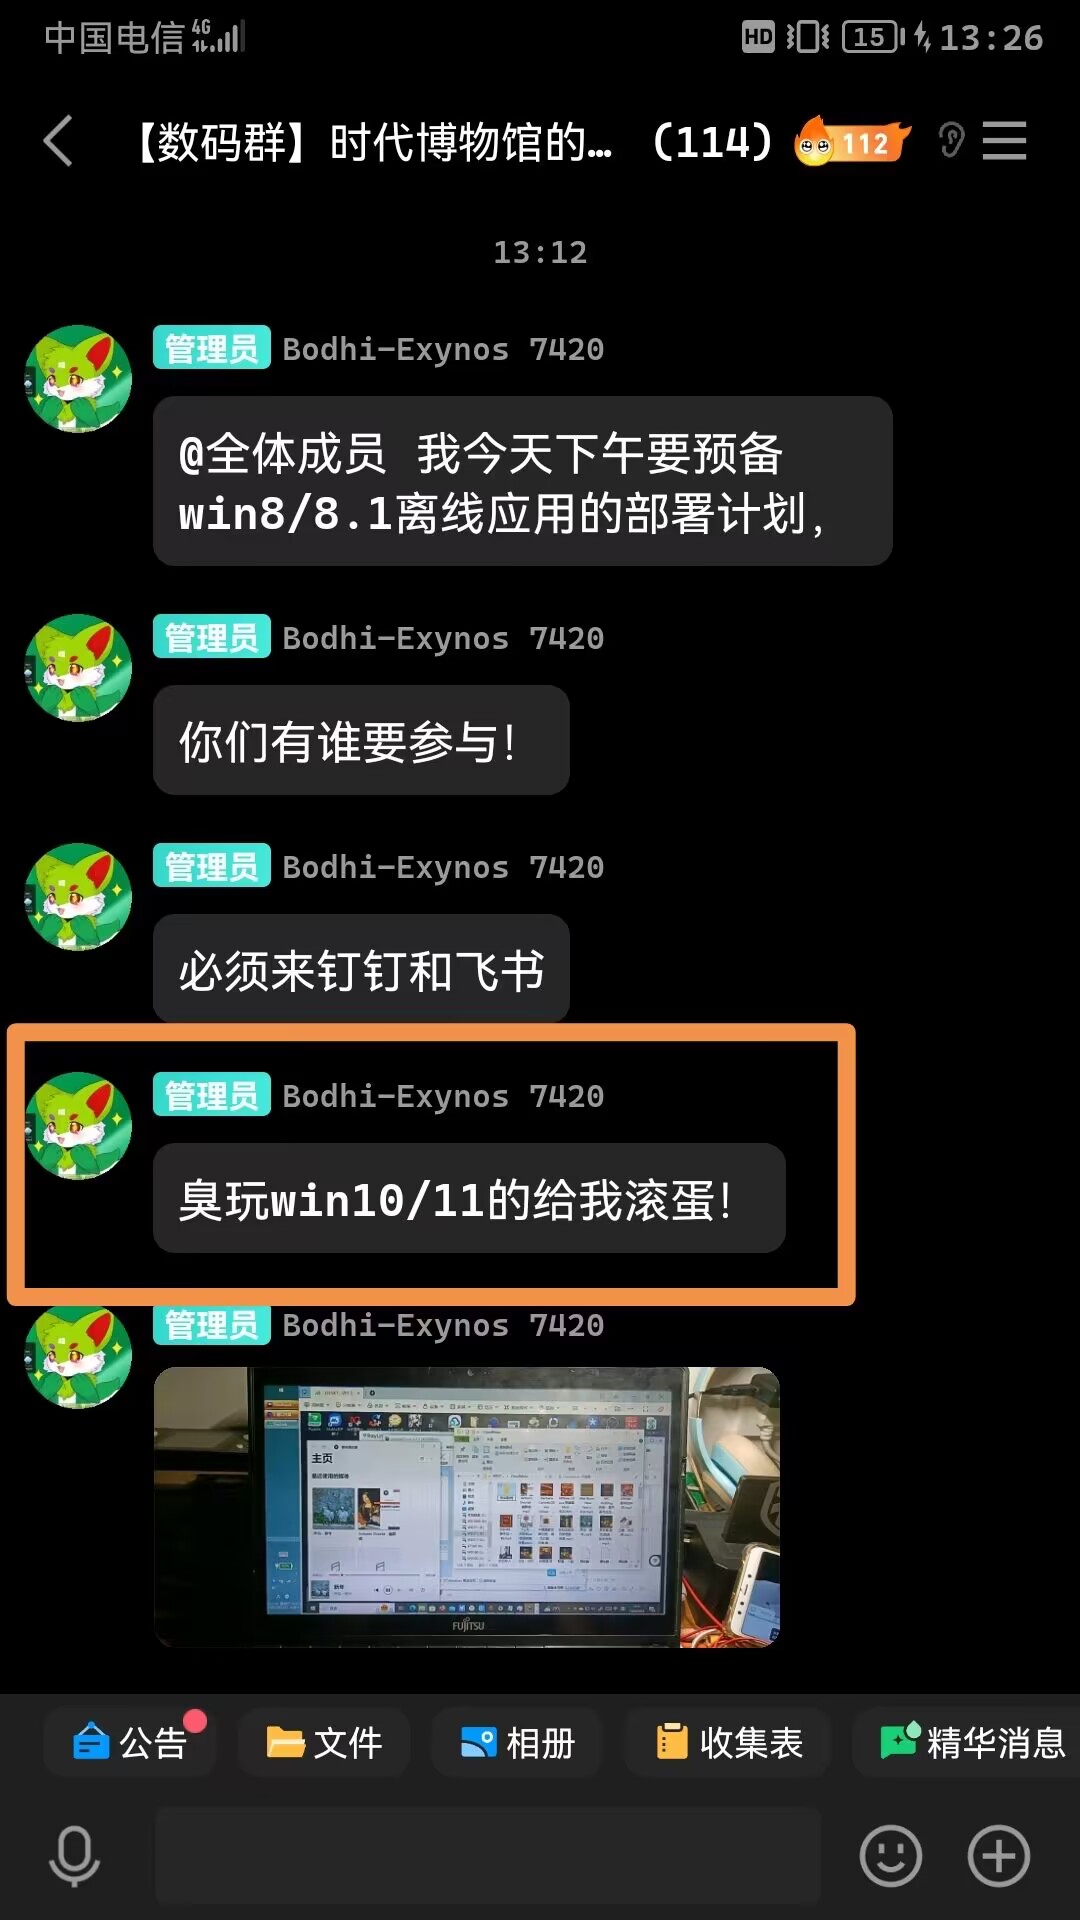 中国电信 4G HD 15 13:26
【数码群】时代博物馆的... (114) 112
13:12
管理员 Bodhi-Exynos 7420
@全体成员 我今天下午要预备
win8/8.1离线应用的部署计划,
管理员 Bodhi-Exynos 7420
你们有谁要参与!
管理员 Bodhi-Exynos 7420
必须来钉钉和飞书
管理员 Bodhi-Exynos 7420
臭玩win10/11的给我滚蛋!
管理员 Bodhi-Exynos 7420
主页
FUJITSU
公告 文件 相册 收集表 精华消息